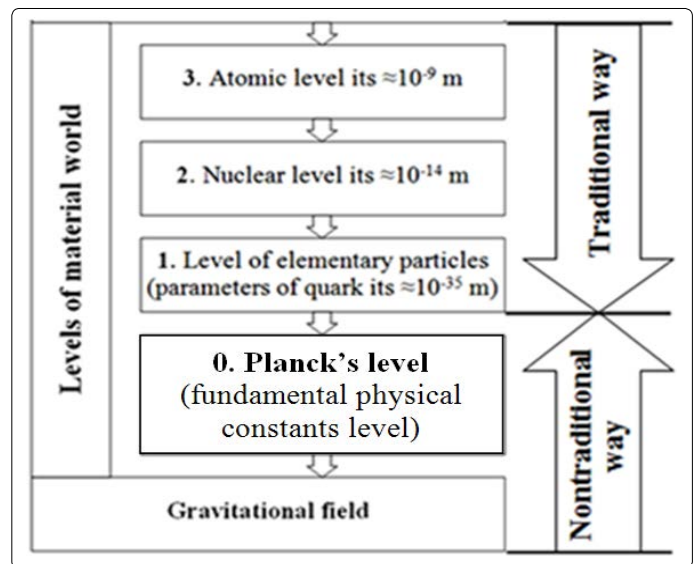 Levels of material world
3. Atomic level its ≈10⁻⁹ m
2. Nuclear level its ≈10⁻¹⁴ m
1. Level of elementary particles
(parameters of quark its ≈10⁻³⁵ m)
0. Planck's level
(fundamental physical
constants level)
Gravitational field
Traditional way
Nontraditional
way